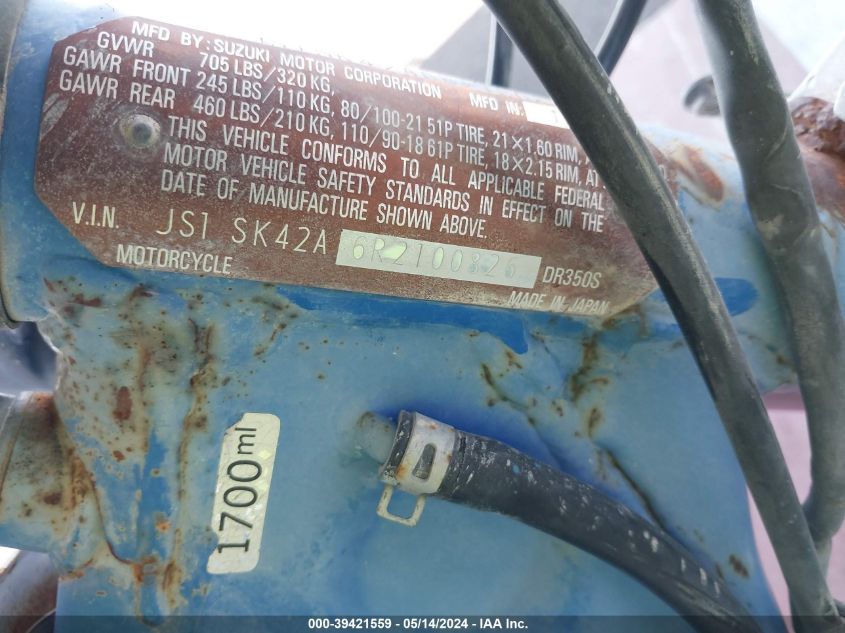 MFD BY: SUZUKI MOTOR CORPORATION MFD IN:
GVWR 705 LBS/320 KG,
GAWR FRONT 245 LBS/110 KG, 80/100-21 51P TIRE, 21×1.60 RIM,
GAWR REAR 460 LBS/210 KG, 110/90-18 61P TIRE, 18×2.15 RIM, AT
THIS VEHICLE CONFORMS TO ALL APPLICABLE FEDERAL
MOTOR VEHICLE SAFETY STANDARDS IN EFFECT ON THE
DATE OF MANUFACTURE SHOWN ABOVE.
V.I.N. JS1 SK42A 6R2100826
MOTORCYCLE DR350S
MADE IN JAPAN
1700ml
000-39421559 - 05/14/2024 - IAA Inc.